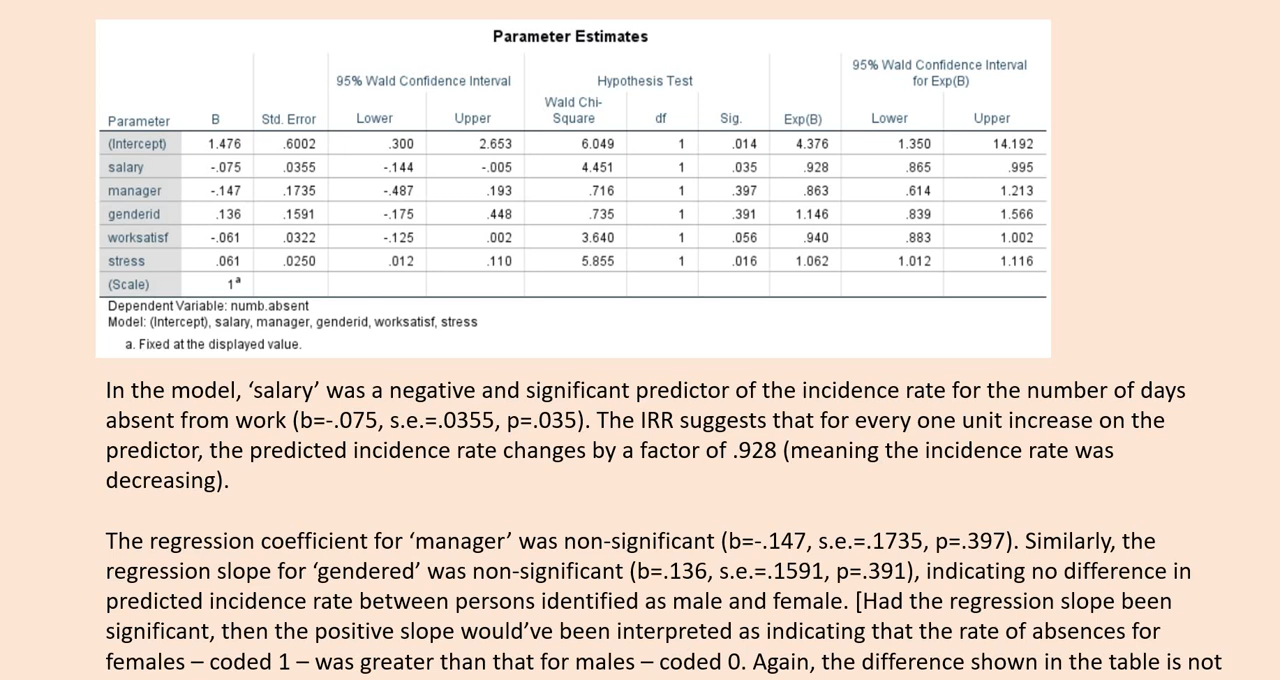 Parameter Estimates
95% Wald Confidence Interval Hypothesis Test 95% Wald Confidence Interval for Exp(B)
Parameter B Std. Error Lower Upper Wald Chi-Square df Sig. Exp(B) Lower Upper
(Intercept) 1.476 .6002 .300 2.653 6.049 1 .014 4.376 1.350 14.192
salary -.075 .0355 -.144 -.005 4.451 1 .035 .928 .865 .995
manager -.147 .1735 -.487 .193 .716 1 .397 .863 .614 1.213
genderid .136 .1591 -.175 .448 .735 1 .391 1.146 .839 1.566
worksatisf -.061 .0322 -.125 .002 3.640 1 .056 .940 .883 1.002
stress .061 .0250 .012 .110 5.855 1 .016 1.062 1.012 1.116
(Scale) 1ª
Dependent Variable: numb.absent
Model: (Intercept), salary, manager, genderid, worksatisf, stress
a. Fixed at the displayed value.
In the model, ‘salary’ was a negative and significant predictor of the incidence rate for the number of days
absent from work (b=-.075, s.e.=.0355, p=.035). The IRR suggests that for every one unit increase on the
predictor, the predicted incidence rate changes by a factor of .928 (meaning the incidence rate was
decreasing).
The regression coefficient for ‘manager’ was non-significant (b=-.147, s.e.=.1735, p=.397). Similarly, the
regression slope for ‘gendered’ was non-significant (b=.136, s.e.=.1591, p=.391), indicating no difference in
predicted incidence rate between persons identified as male and female. [Had the regression slope been
significant, then the positive slope would’ve been interpreted as indicating that the rate of absences for
females – coded 1 – was greater than that for males – coded 0. Again, the difference shown in the table is not